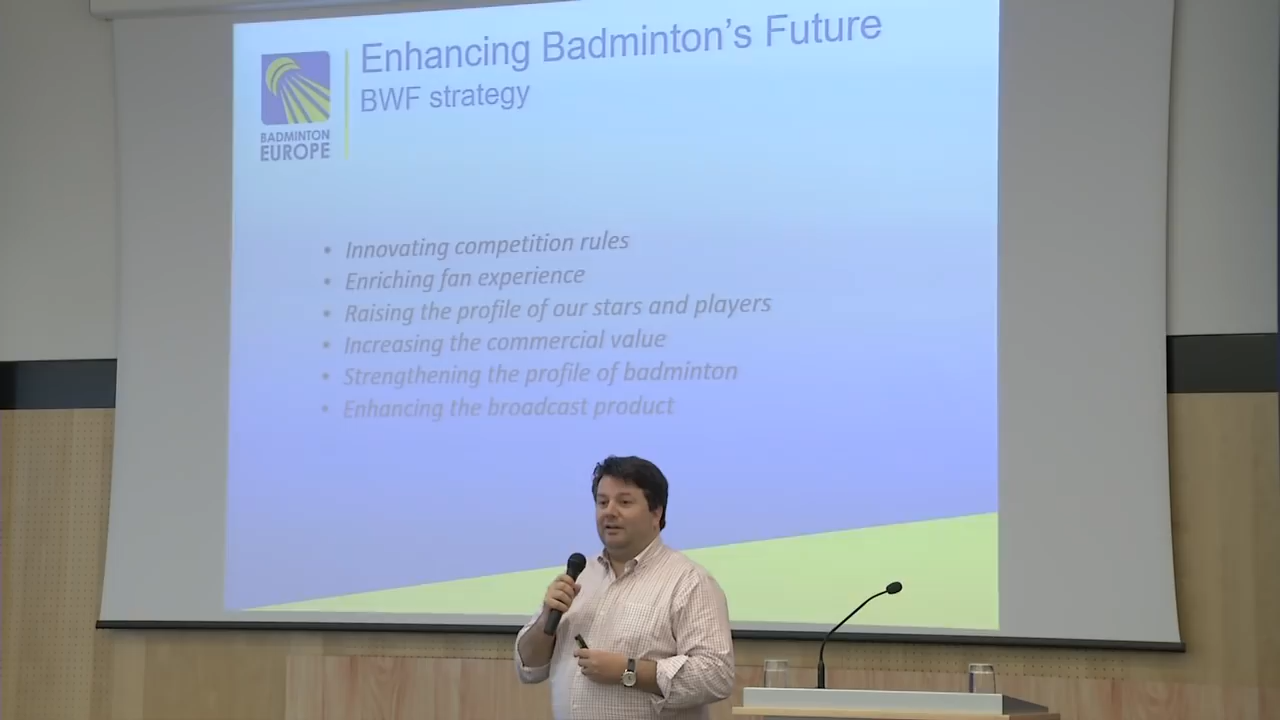 Enhancing Badminton's Future
BWF strategy
BADMINTON
EUROPE
• Innovating competition rules
• Enriching fan experience
• Raising the profile of our stars and players
• Increasing the commercial value
• Strengthening the profile of badminton
• Enhancing the broadcast product